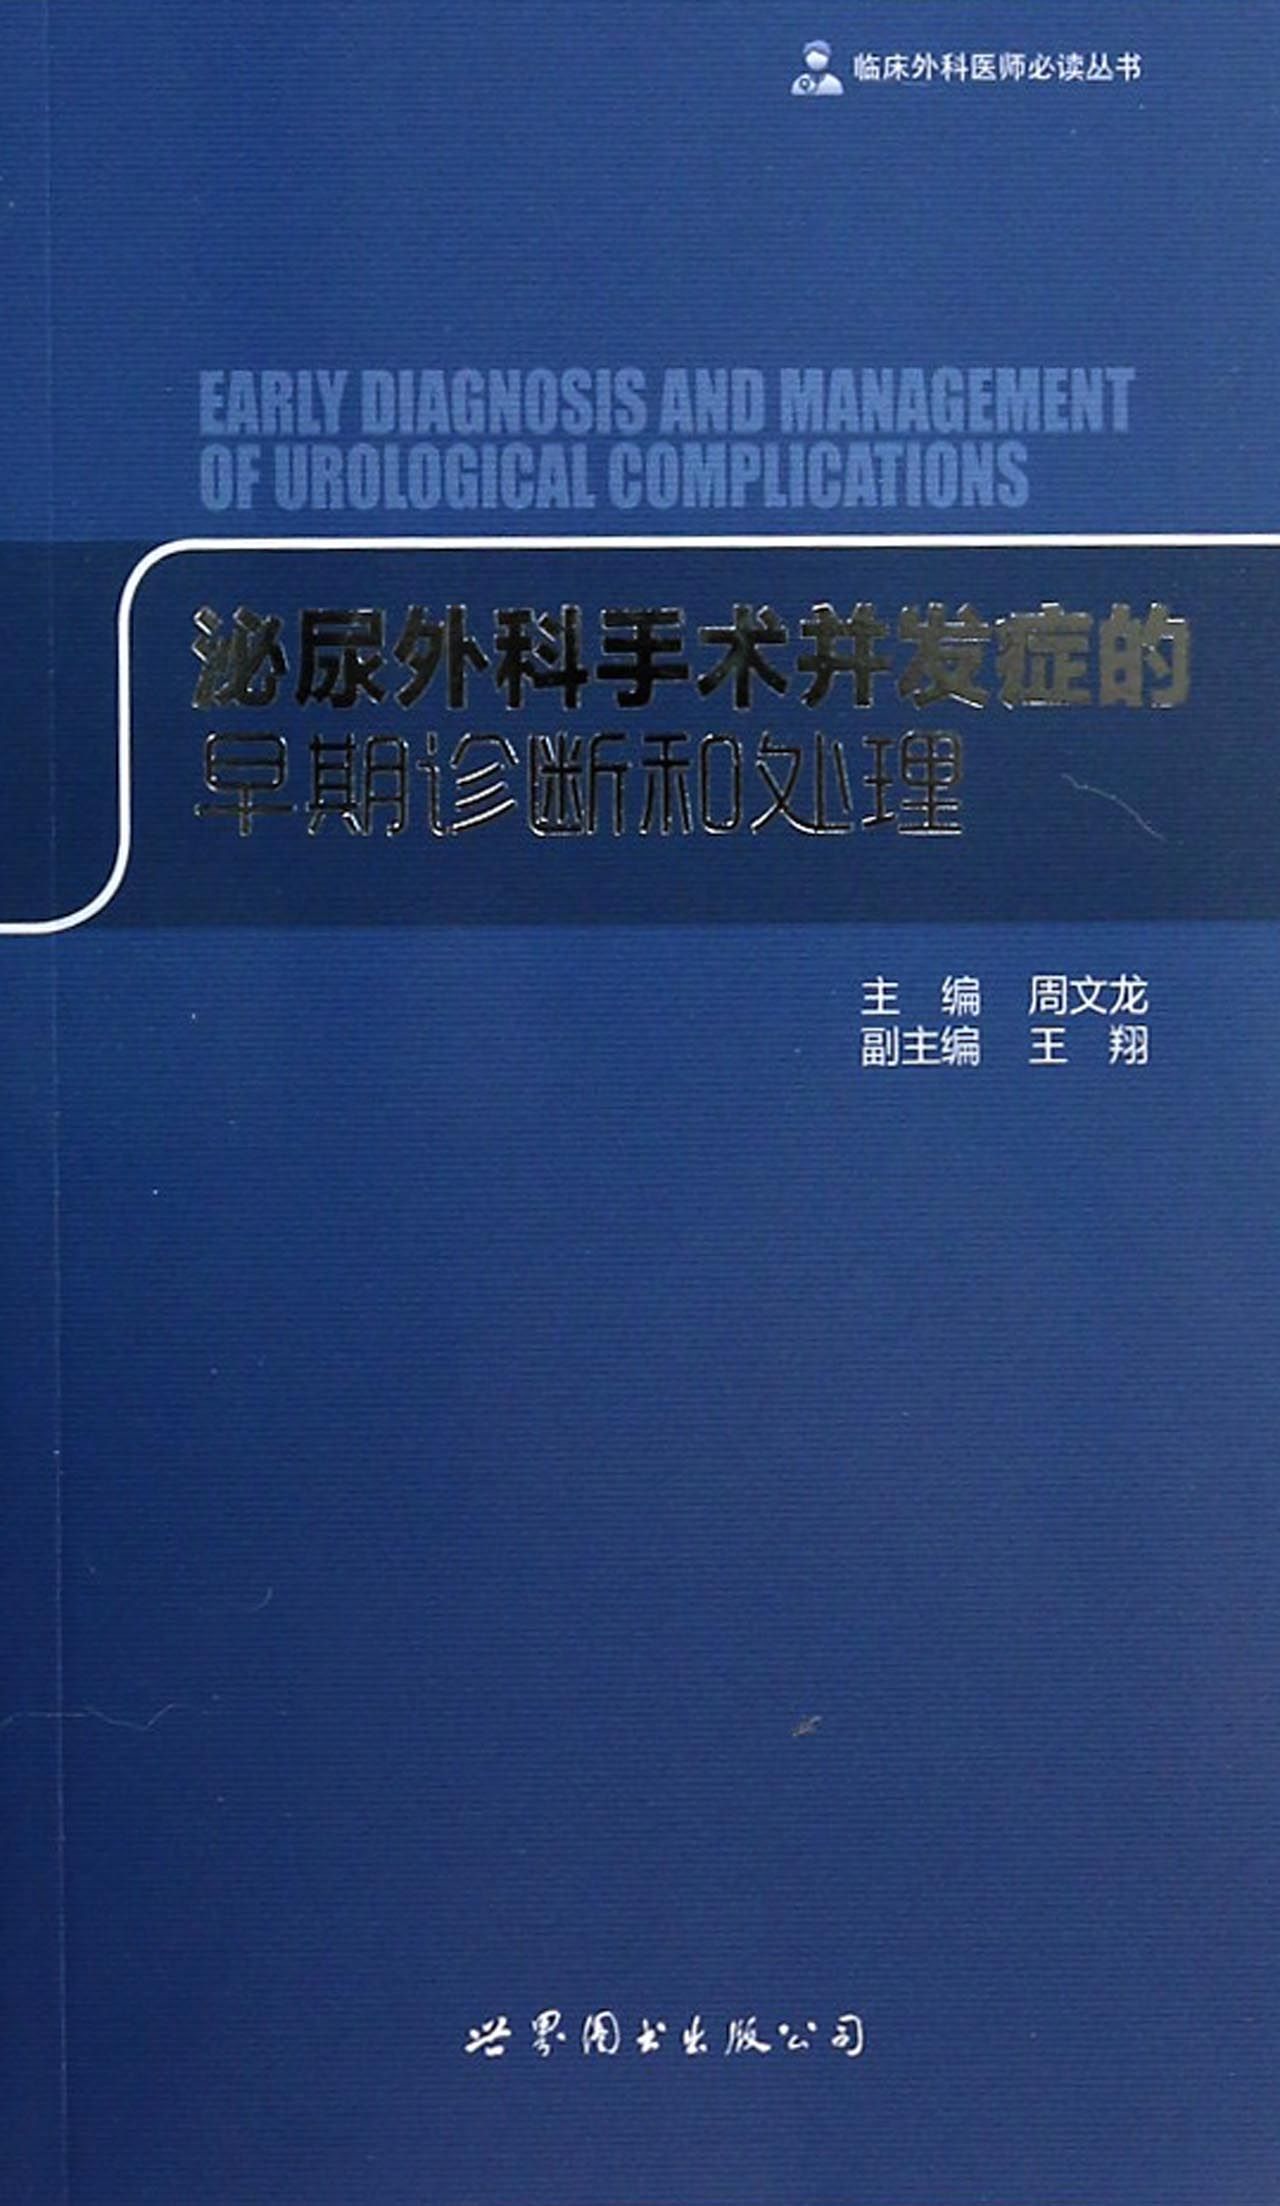 临床外科医师必读丛书
EARLY DIAGNOSIS AND MANAGEMENT
OF UROLOGICAL COMPLICATIONS
泌尿外科手术并发症的
早期诊断和处理
主 编 周文龙
副主编 王 翔
世界图书出版公司